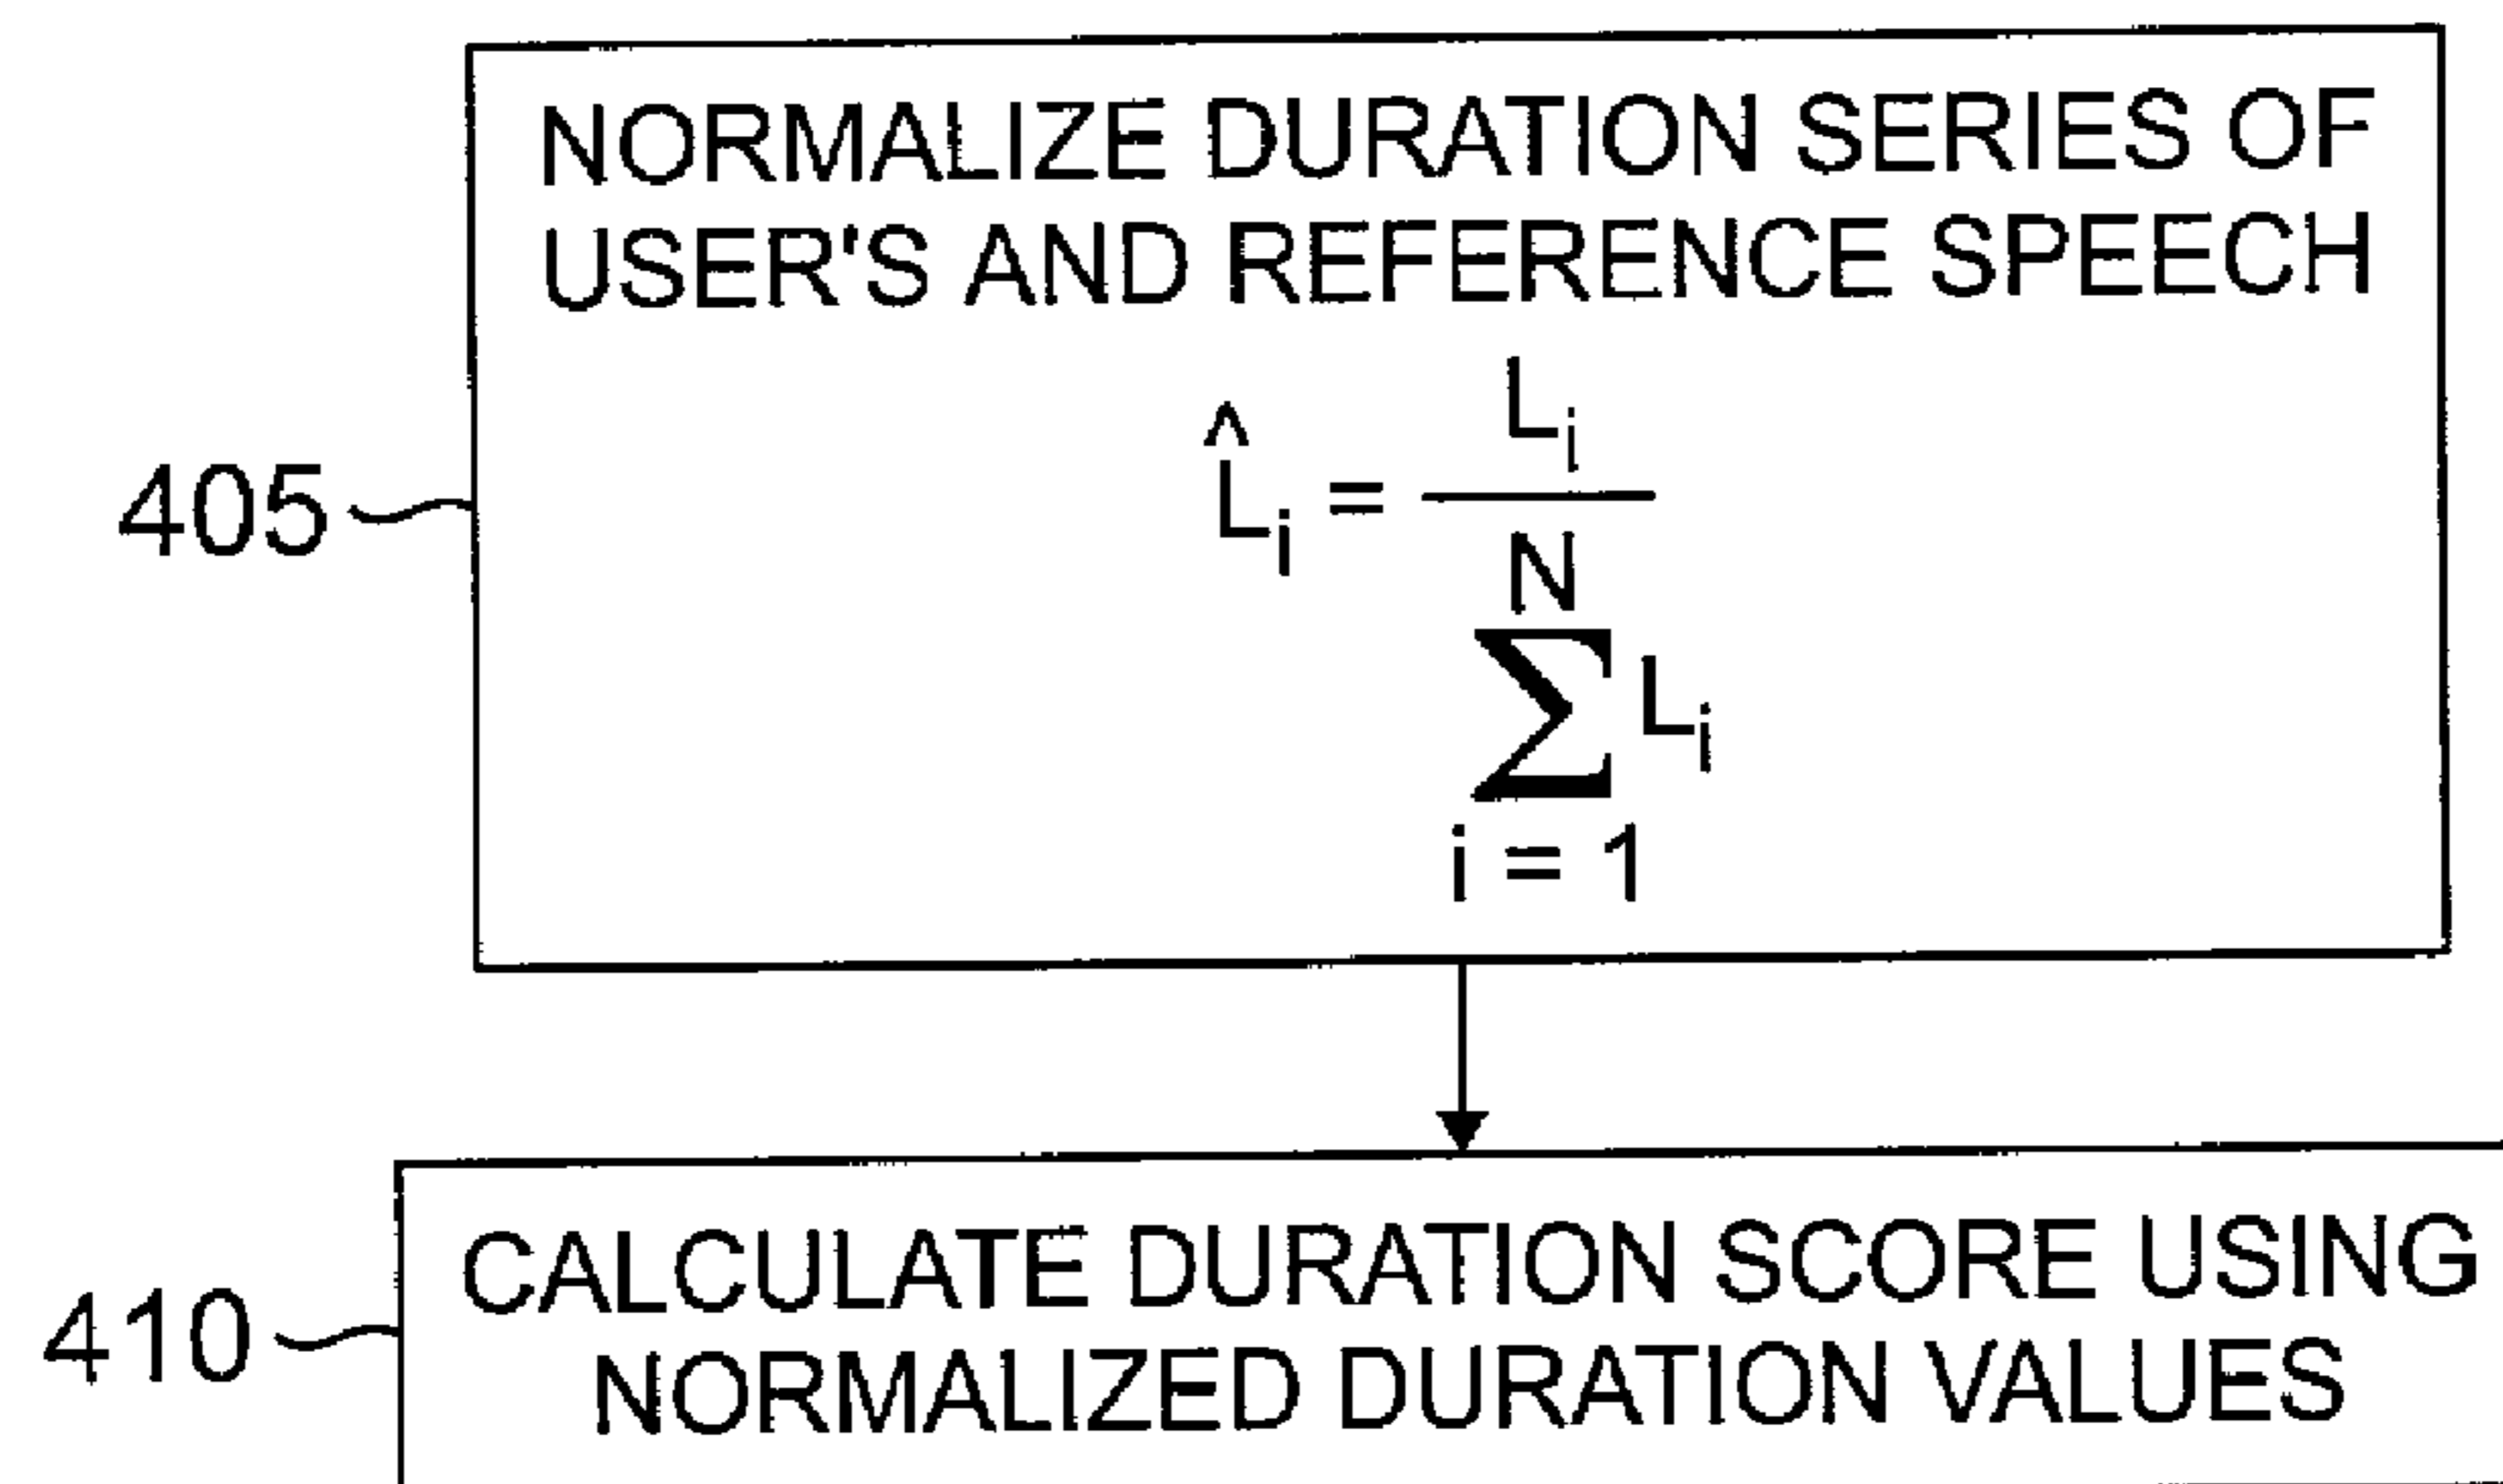 NORMALIZE DURATION SERIES OF
USER'S AND REFERENCE SPEECH
L̂i = Li / N ∑ Li i = 1
405
410
CALCULATE DURATION SCORE USING
NORMALIZED DURATION VALUES